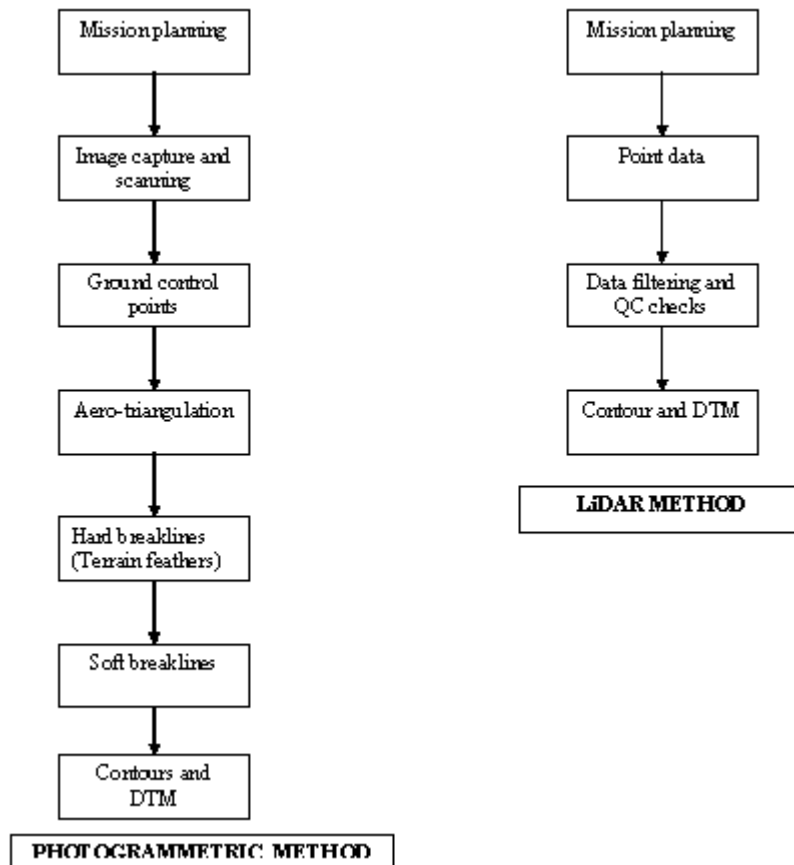 Mission planning
Image capture and
scanning
Ground control
points
Aero-triangulation
Hard breaklines
(Terrain feathers)
Soft breaklines
Contours and
DTM
PHOTOGRAMMETRIC METHOD
Mission planning
Point data
Data filtering and
QC checks
Contour and DTM
LiDAR METHOD